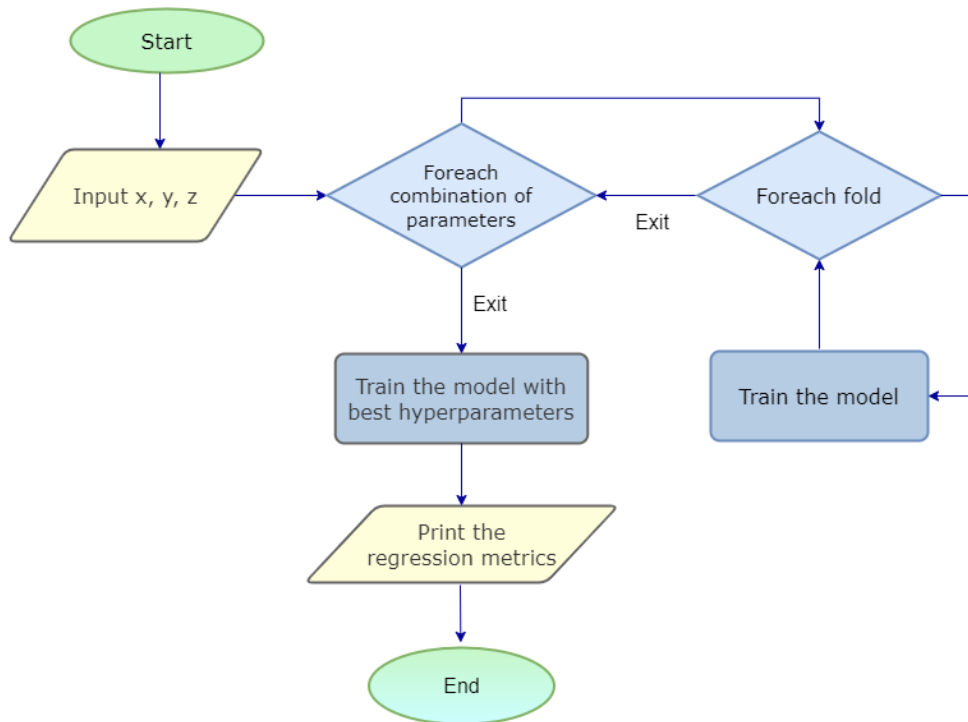 Start
Input x, y, z
Foreach
combination of
parameters
Foreach fold
Exit
Exit
Train the model with
best hyperparameters
Train the model
Print the
regression metrics
End